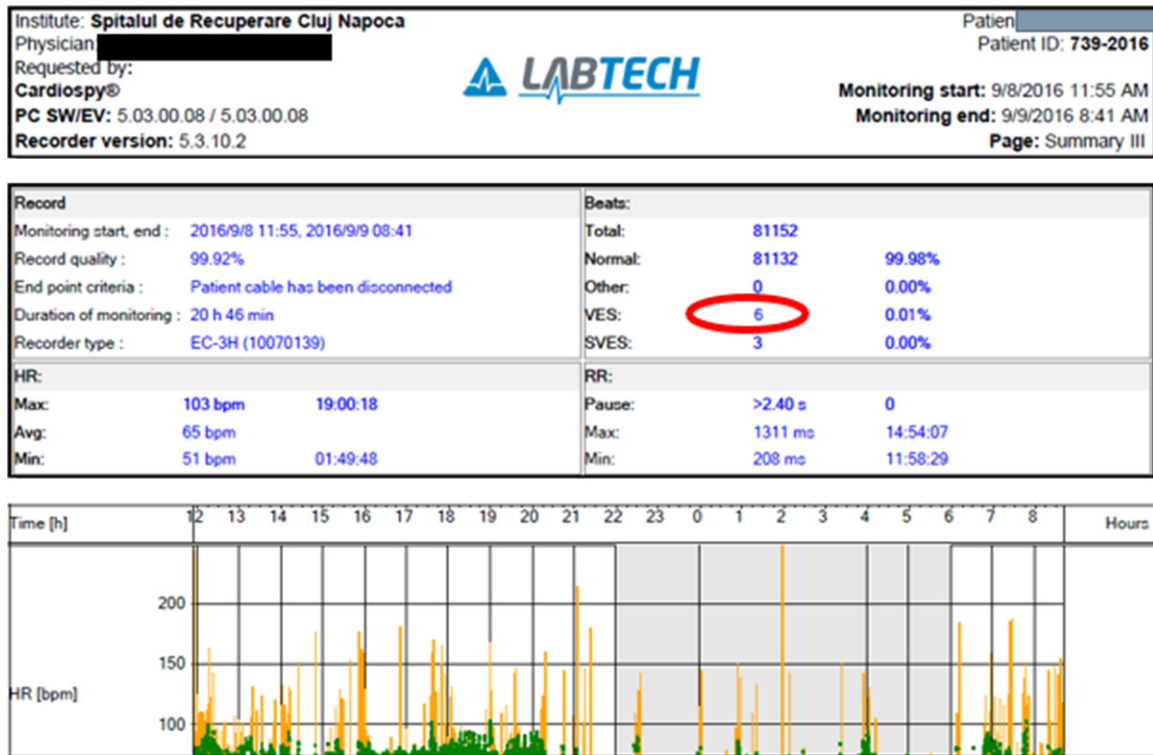 Institute: Spitalul de Recuperare Cluj Napoca
Physician
Requested by:
Cardiospy®
PC SW/EV: 5.03.00.08 / 5.03.00.08
Recorder version: 5.3.10.2
LABTECH
Patien
Patient ID: 739-2016
Monitoring start: 9/8/2016 11:55 AM
Monitoring end: 9/9/2016 8:41 AM
Page: Summary III
Record
Monitoring start, end : 2016/9/8 11:55, 2016/9/9 08:41
Record quality : 99.92%
End point criteria : Patient cable has been disconnected
Duration of monitoring : 20 h 46 min
Recorder type : EC-3H (10070139)
Beats:
Total: 81152
Normal: 81132 99.98%
Other: 0 0.00%
VES: 6 0.01%
SVES: 3 0.00%
HR:
Max: 103 bpm 19:00:18
Avg: 65 bpm
Min: 51 bpm 01:49:48
RR:
Pause: >2.40 s 0
Max: 1311 ms 14:54:07
Min: 208 ms 11:58:29
Time [h] 12 13 14 15 16 17 18 19 20 21 22 23 0 1 2 3 4 5 6 7 8 Hours
200
150
HR [bpm]
100